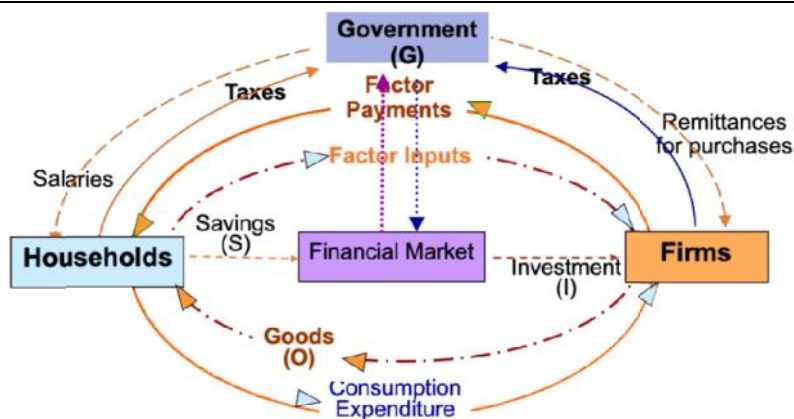 Government
(G)
Taxes
Factor
Payments
Taxes
Remittances
for purchases
Factor Inputs
Salaries
Savings
(S)
Households
Financial Market
Investment
(I)
Firms
Goods
(O)
Consumption
Expenditure